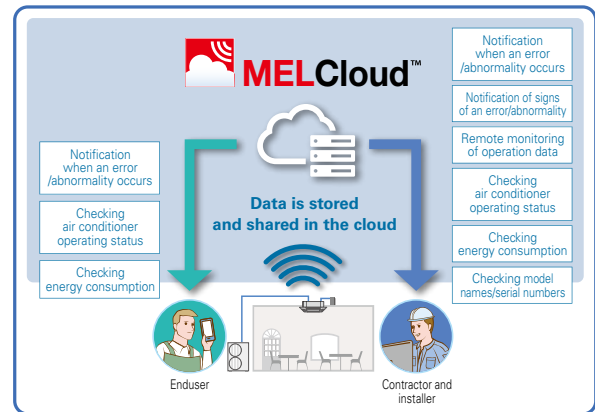 MELCloud™
Notification
when an error
/abnormality occurs
Checking
air conditioner
operating status
Checking
energy consumption
Data is stored
and shared in the cloud
Notification
when an error
/abnormality occurs
Notification of signs
of an error/abnormality
Remote monitoring
of operation data
Checking
air conditioner
operating status
Checking
energy consumption
Checking model
names/serial numbers
Enduser
Contractor and
installer